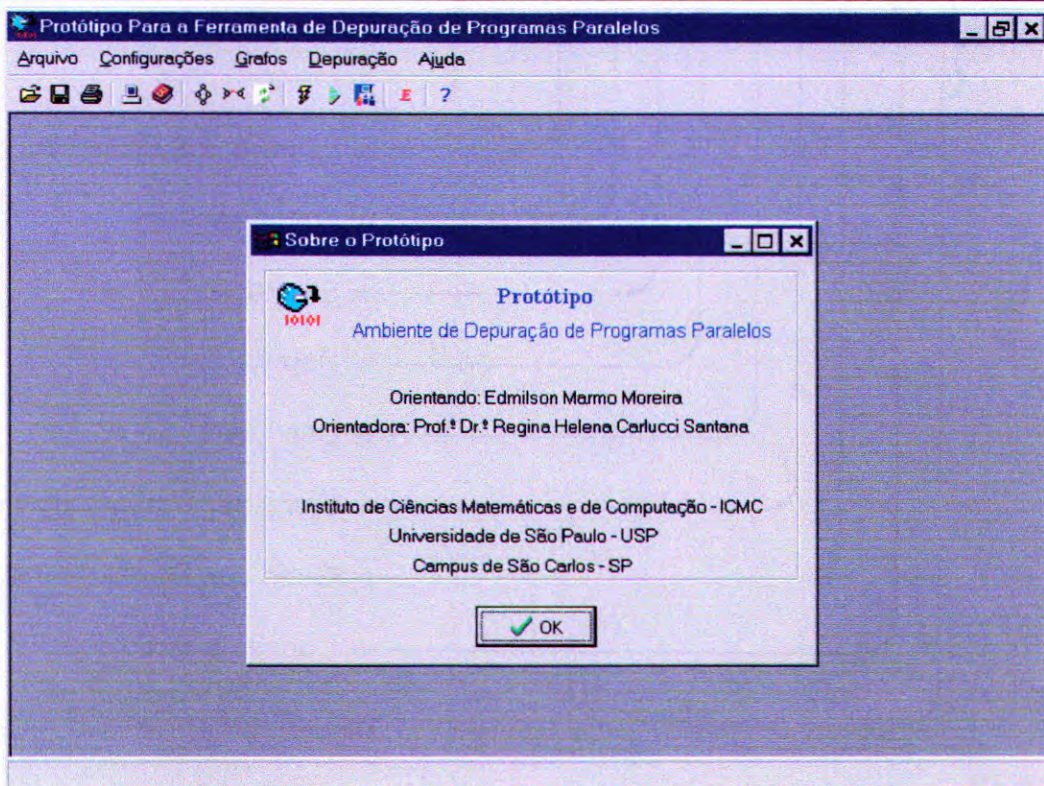 Protótipo Para a Ferramenta de Depuração de Programas Paralelos
Arquivo Configurações Grafos Depuração Ajuda
E ?
Sobre o Protótipo
10101
Protótipo
Ambiente de Depuração de Programas Paralelos
Orientando: Edmilson Marmo Moreira
Orientadora: Prof.ª Dr.ª Regina Helena Carlucci Santana
Instituto de Ciências Matemáticas e de Computação - ICMC
Universidade de São Paulo - USP
Campus de São Carlos - SP
OK